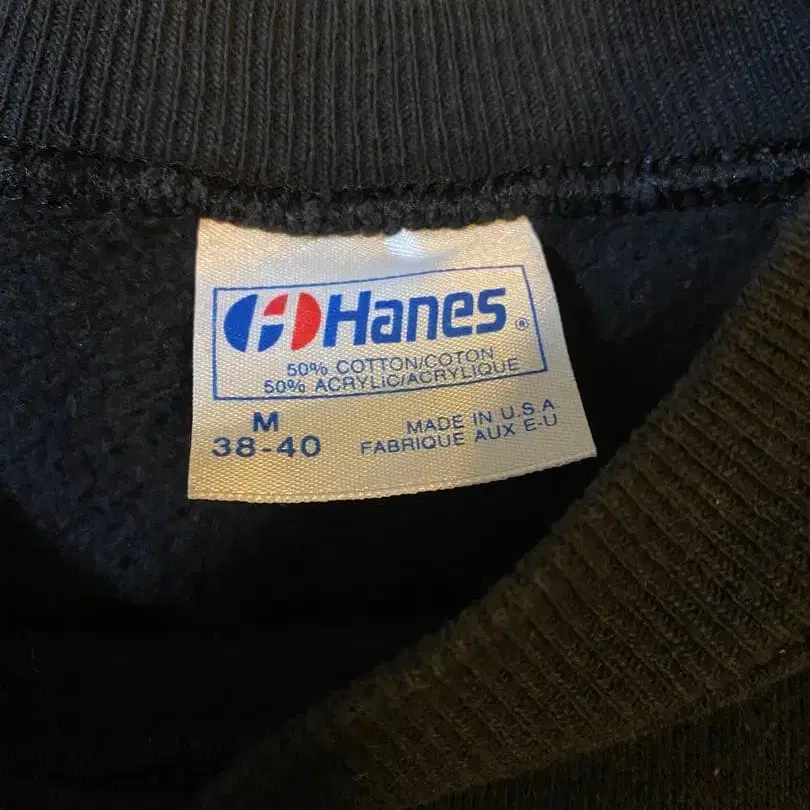 Hanes®
50% COTTON/COTON
50% ACRYLIC/ACRYLIQUE
M
38-40
MADE IN U.S.A
FABRIQUE AUX E-U